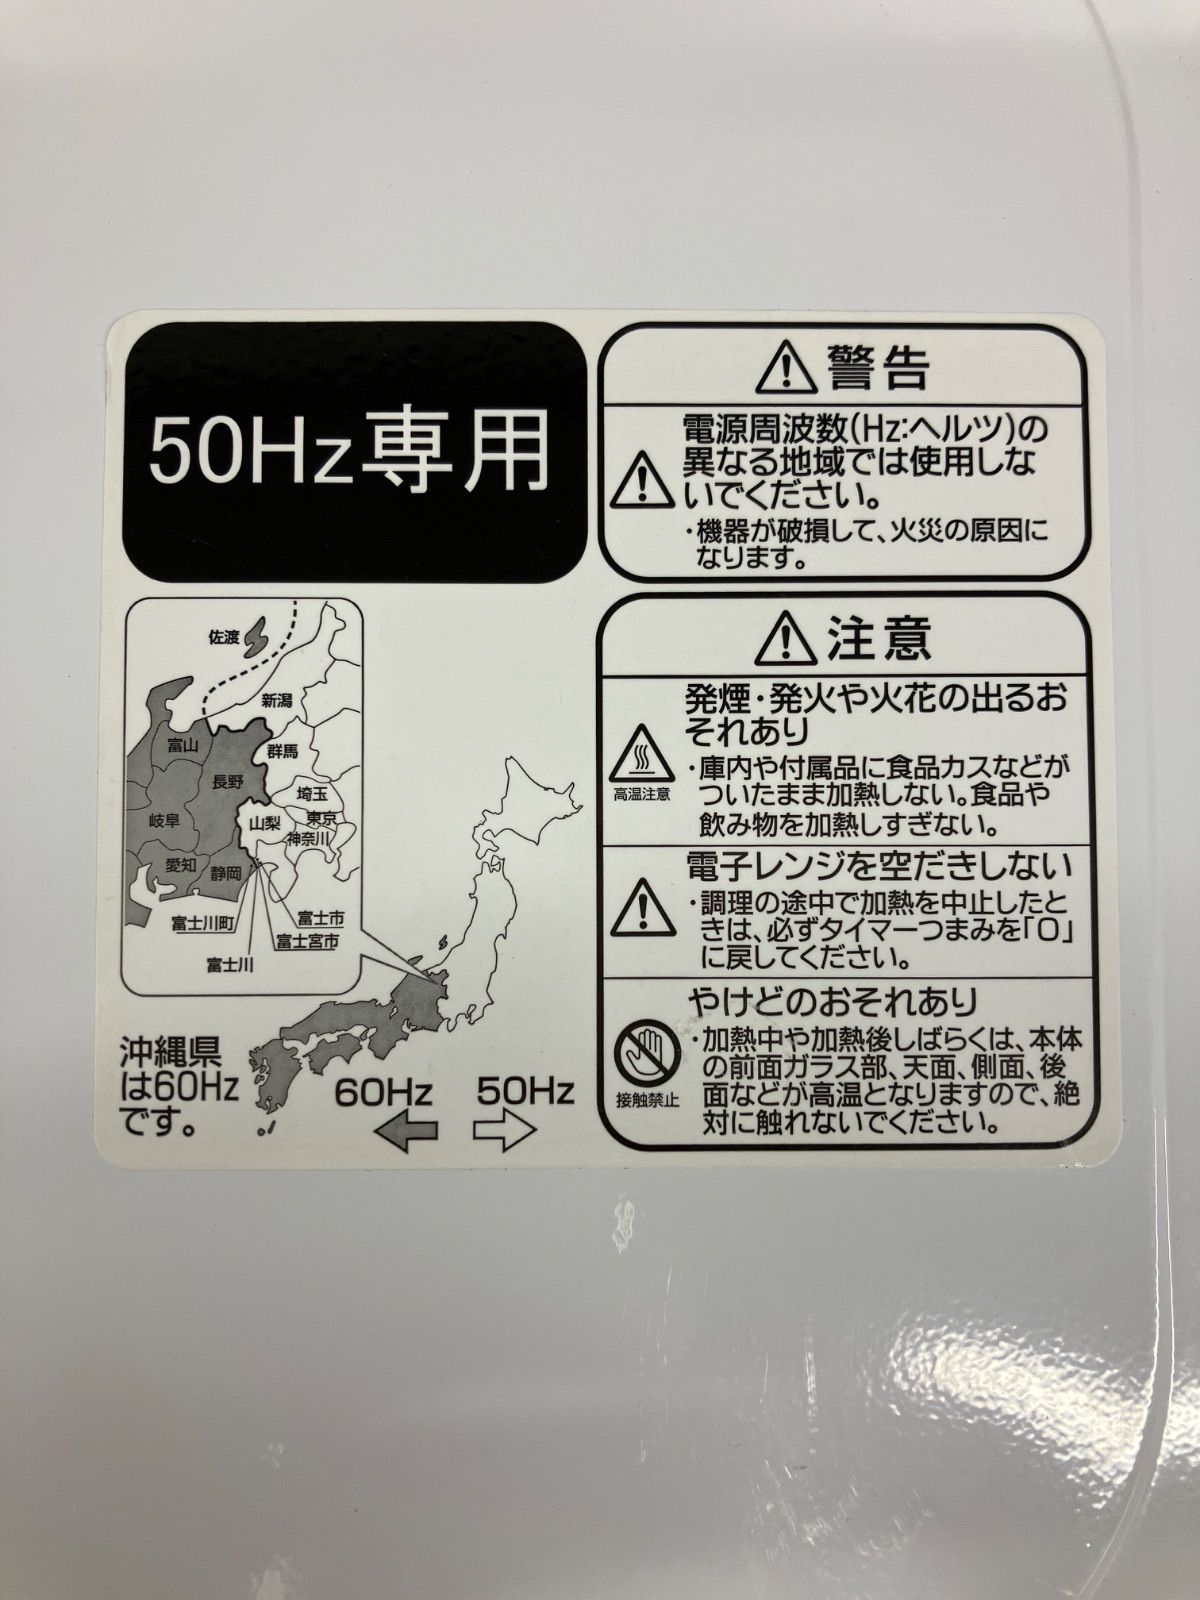 50Hz専用
警告
電源周波数(Hz:ヘルツ)の
異なる地域では使用しな
いでください。
・機器が破損して、火災の原因に
なります。
佐渡
新潟
富山
群馬
長野
埼玉
岐阜
山梨
東京
神奈川
愛知
静岡
富士川町
富士市
富士宮市
富士川
沖縄県
は60Hz
です。
60Hz
50Hz
注意
発煙・発火や火花の出るお
それあり
高温注意
・庫内や付属品に食品カスなどが
ついたまま加熱しない。食品や
飲み物を加熱しすぎない。
電子レンジを空だきしない
・調理の途中で加熱を中止したと
きは、必ずタイマーつまみを「0」
に戻してください。
やけどのおそれあり
接触禁止
・加熱中や加熱後しばらくは、本体
の前面ガラス部、天面、側面、後
面などが高温となりますので、絶
対に触れないでください。